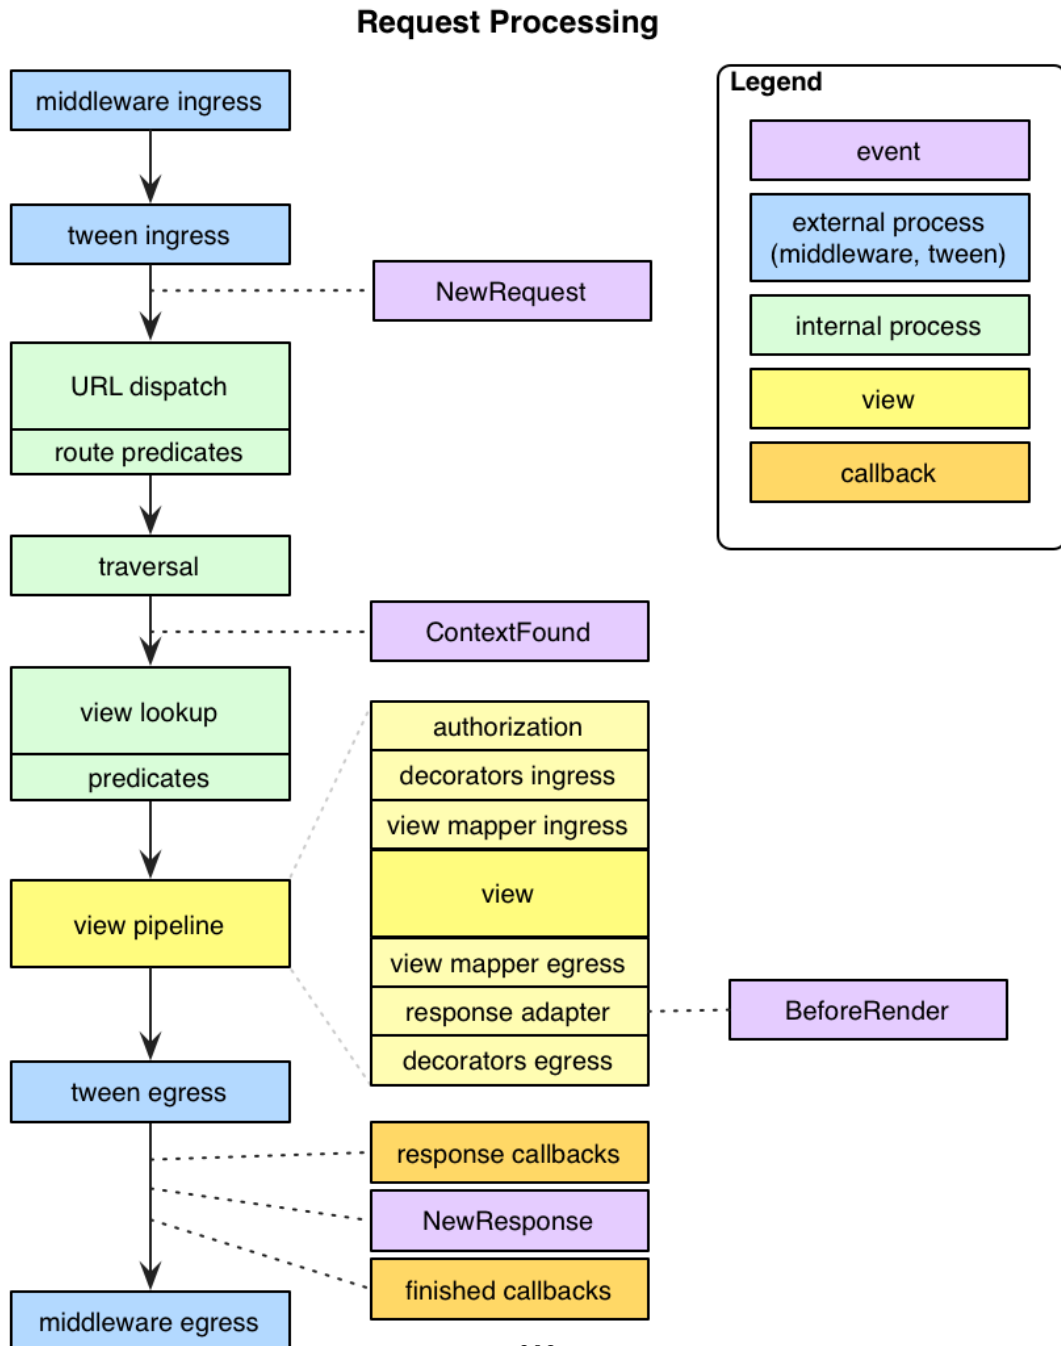 Request Processing
middleware ingress
tween ingress
NewRequest
URL dispatch
route predicates
traversal
ContextFound
view lookup
predicates
view pipeline
authorization
decorators ingress
view mapper ingress
view
view mapper egress
response adapter
decorators egress
BeforeRender
tween egress
response callbacks
NewResponse
finished callbacks
middleware egress
Legend
event
external process
(middleware, tween)
internal process
view
callback